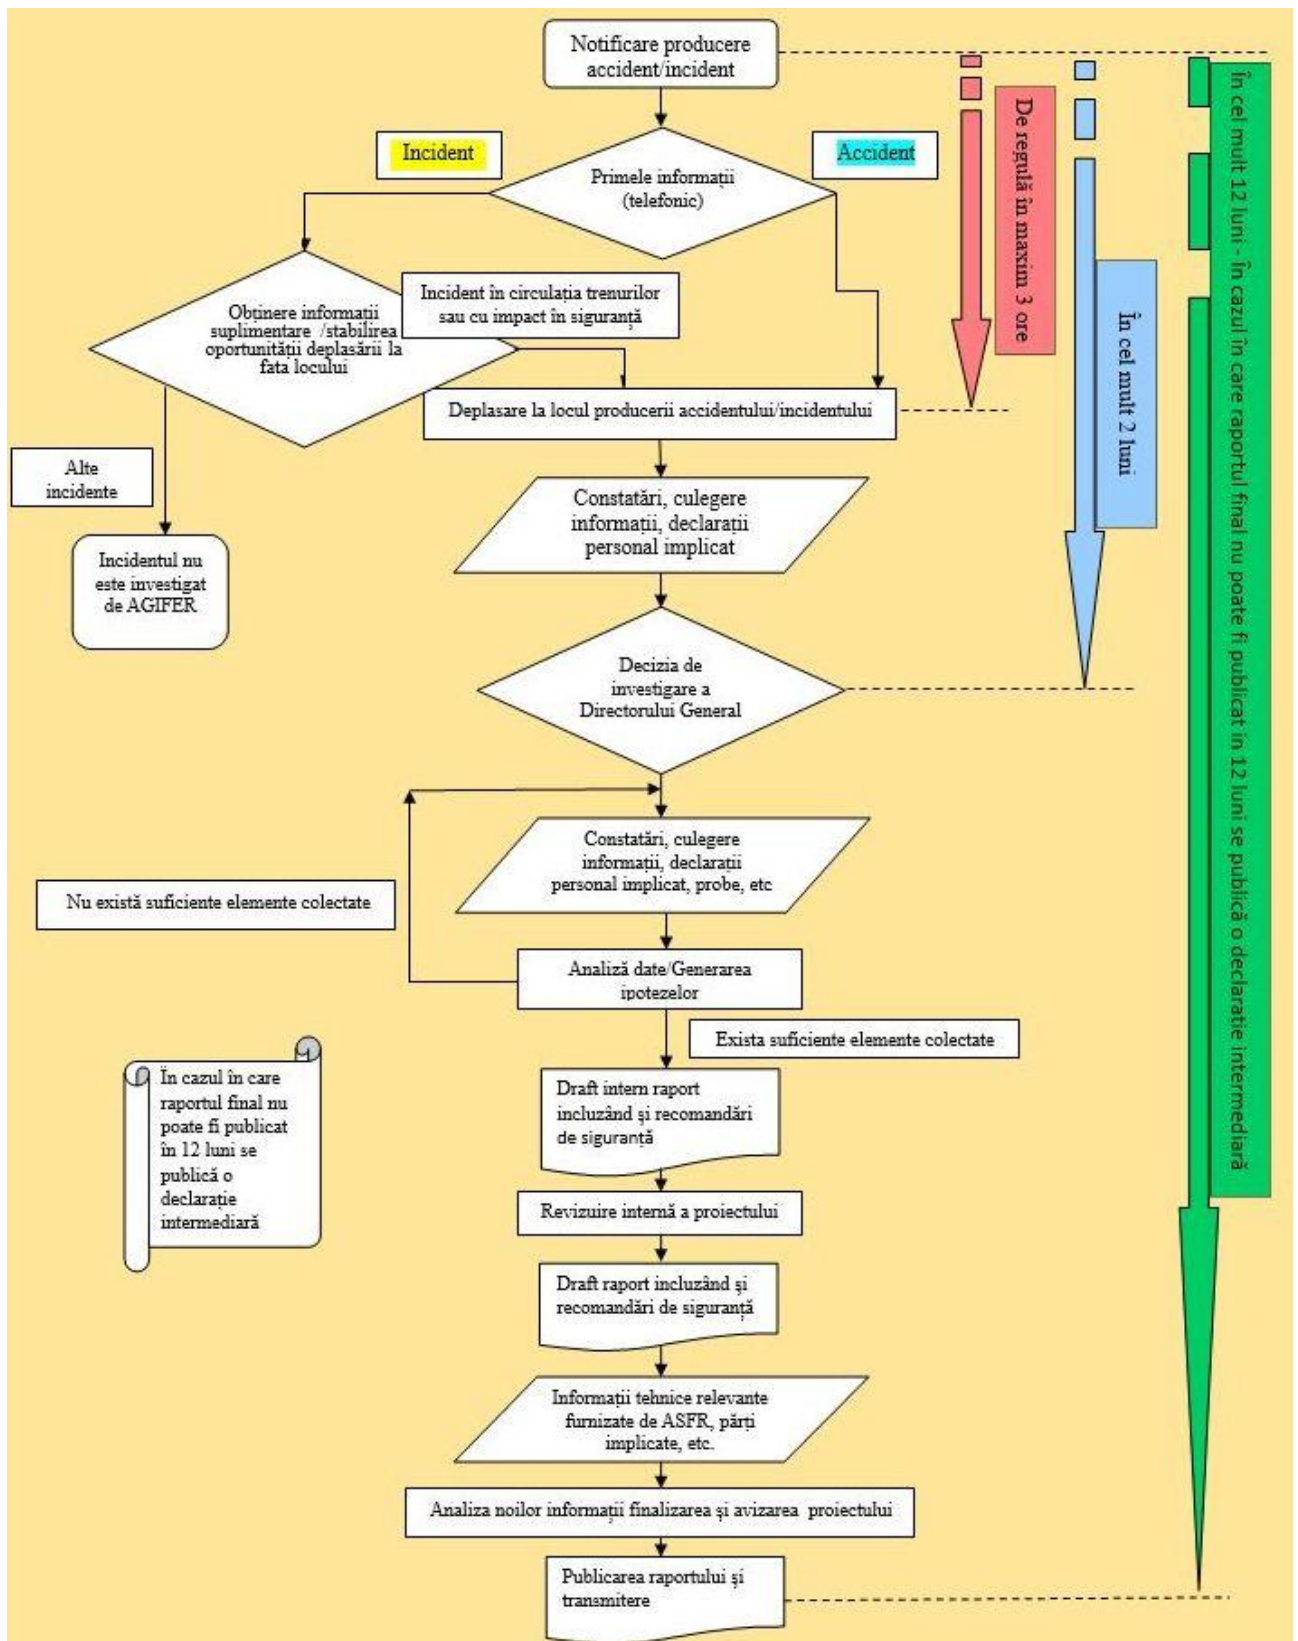 Notificare producere
accident/incident
Incident
Accident
Primele informații
(telefonic)
De regulă în maxim 3 ore
În cel mult 2 luni
În cel mult 12 luni - în cazul în care raportul final nu poate fi publicat in 12 luni se publică o declaratie intermediară
Obținere informații
suplimentare /stabilirea
oportunității deplasării la
fata locului
Incident în circulația trenurilor
sau cu impact în siguranță
Deplasare la locul producerii accidentului/incidentului
Alte
incidente
Incidentul nu
este investigat
de AGIFER
Constatări, culegere
informații, declarații
personal implicat
Decizia de
investigare a
Directorului General
Constatări, culegere
informații, declarații
personal implicat, probe, etc
Nu există suficiente elemente colectate
Analiză date/Generarea
ipotezelor
Exista suficiente elemente colectate
În cazul în care
raportul final nu
poate fi publicat
în 12 luni se
publică o
declarație
intermediară
Draft intern raport
incluzând și recomandări
de siguranță
Revizuire internă a proiectului
Draft raport incluzând și
recomandări de siguranță
Informații tehnice relevante
furnizate de ASFR, părți
implicate, etc.
Analiza noilor informații finalizarea și avizarea proiectului
Publicarea raportului și
transmitere